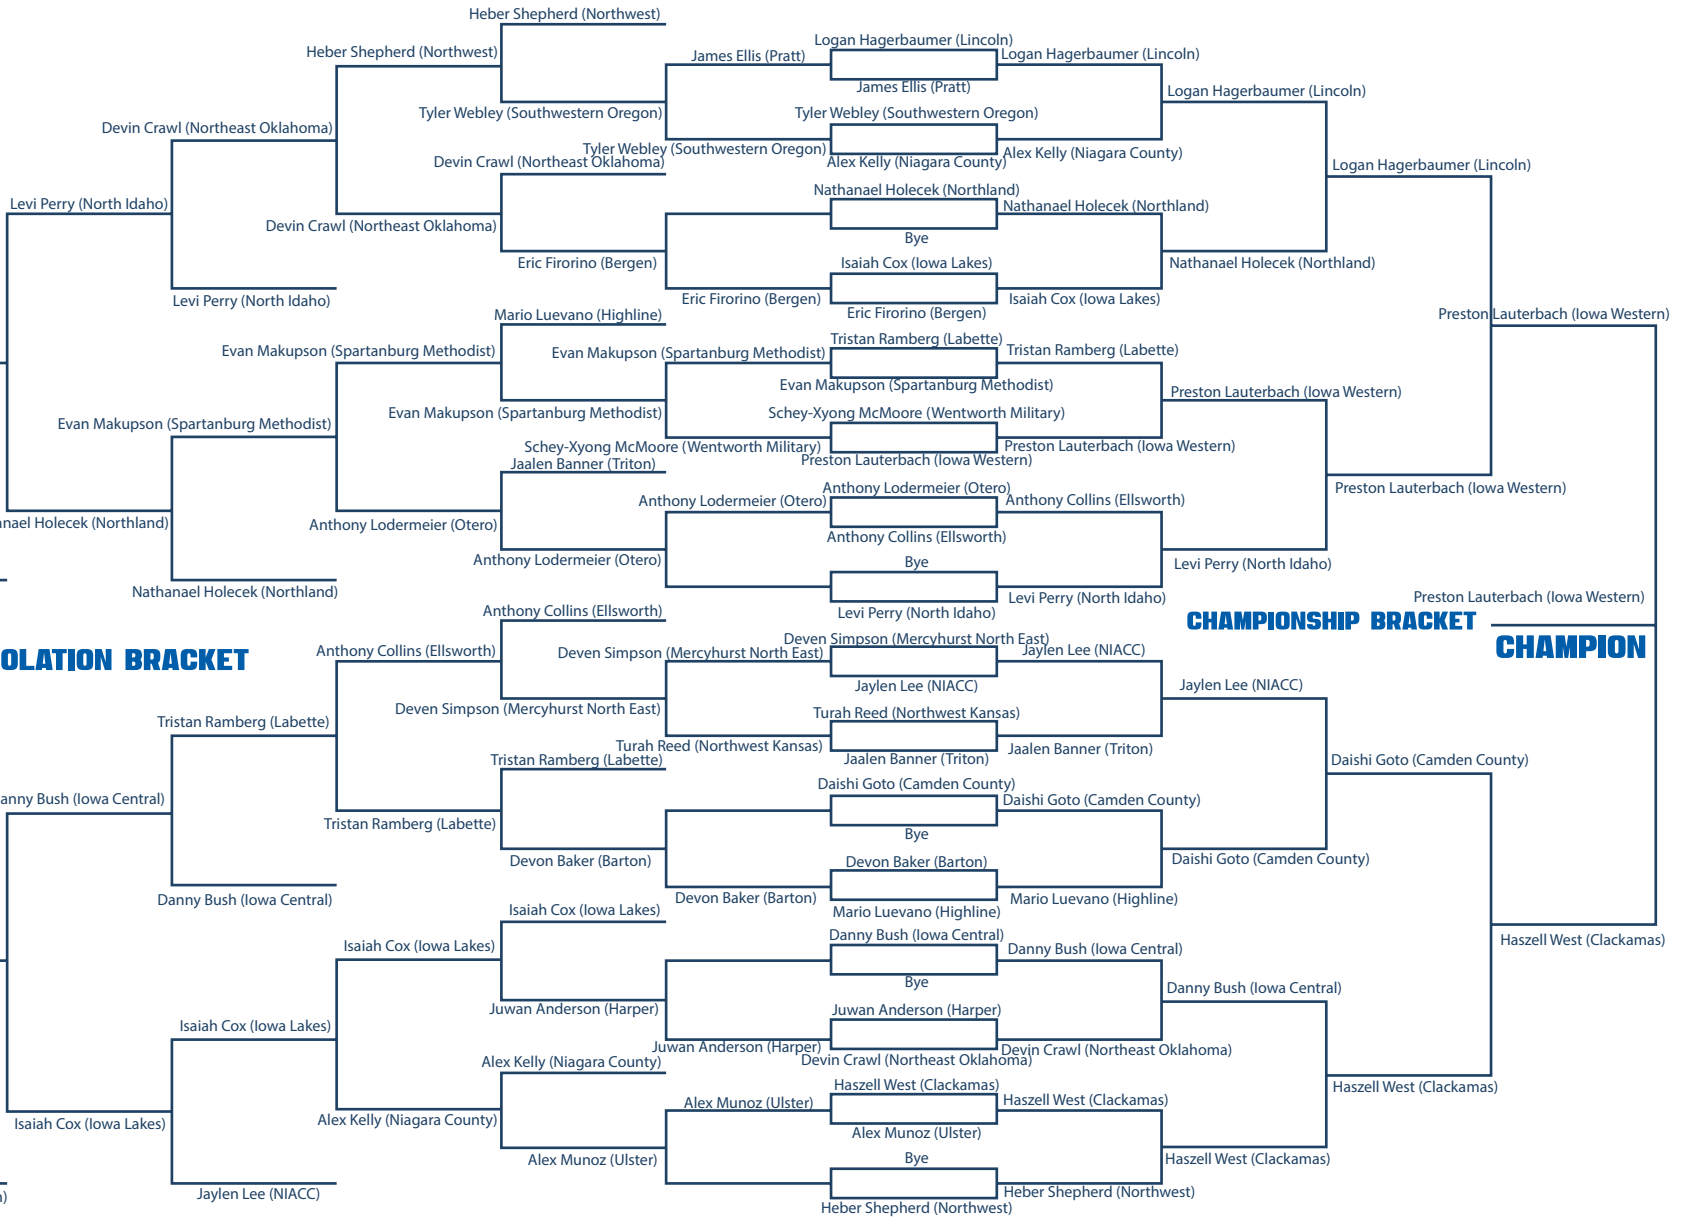 Heber Shepherd (Northwest)
Logan Hagerbaumer (Lincoln)
Heber Shepherd (Northwest)
James Ellis (Pratt)
Logan Hagerbaumer (Lincoln)
James Ellis (Pratt)
Logan Hagerbaumer (Lincoln)
Tyler Webley (Southwestern Oregon)
Tyler Webley (Southwestern Oregon)
Devin Crawl (Northeast Oklahoma)
Tyler Webley (Southwestern Oregon)
Alex Kelly (Niagara County)
Devin Crawl (Northeast Oklahoma)
Alex Kelly (Niagara County)
Logan Hagerbaumer (Lincoln)
Nathanael Holecek (Northland)
Levi Perry (North Idaho)
Nathanael Holecek (Northland)
Devin Crawl (Northeast Oklahoma)
Bye
Eric Firorino (Bergen)
Isaiah Cox (Iowa Lakes)
Nathanael Holecek (Northland)
Levi Perry (North Idaho)
Eric Firorino (Bergen)
Isaiah Cox (Iowa Lakes)
Eric Firorino (Bergen)
Mario Luevano (Highline)
Preston Lauterbach (Iowa Western)
Tristan Ramberg (Labette)
Evan Makupson (Spartanburg Methodist)
Evan Makupson (Spartanburg Methodist)
Tristan Ramberg (Labette)
Evan Makupson (Spartanburg Methodist)
Preston Lauterbach (Iowa Western)
Evan Makupson (Spartanburg Methodist)
Schey-Xyong McMoore (Wentworth Military)
Evan Makupson (Spartanburg Methodist)
Schey-Xyong McMoore (Wentworth Military)
Preston Lauterbach (Iowa Western)
Jaalen Banner (Triton)
Preston Lauterbach (Iowa Western)
Anthony Lodermeier (Otero)
Preston Lauterbach (Iowa Western)
Anthony Lodermeier (Otero)
Anthony Collins (Ellsworth)
nael Holecek (Northland)
Anthony Lodermeier (Otero)
Anthony Collins (Ellsworth)
Anthony Lodermeier (Otero)
Bye
Levi Perry (North Idaho)
Nathanael Holecek (Northland)
Levi Perry (North Idaho)
Preston Lauterbach (Iowa Western)
Anthony Collins (Ellsworth)
Levi Perry (North Idaho)
CHAMPIONSHIP BRACKET
CHAMPION
OLATION BRACKET
Anthony Collins (Ellsworth)
Deven Simpson (Mercyhurst North East)
Deven Simpson (Mercyhurst North East)
Jaylen Lee (NIACC)
Jaylen Lee (NIACC)
Jaylen Lee (NIACC)
Deven Simpson (Mercyhurst North East)
Turah Reed (Northwest Kansas)
Tristan Ramberg (Labette)
Turah Reed (Northwest Kansas)
Jaalen Banner (Triton)
Tristan Ramberg (Labette)
Jaalen Banner (Triton)
Daishi Goto (Camden County)
Daishi Goto (Camden County)
anny Bush (Iowa Central)
Daishi Goto (Camden County)
Tristan Ramberg (Labette)
Bye
Devon Baker (Barton)
Devon Baker (Barton)
Daishi Goto (Camden County)
Danny Bush (Iowa Central)
Devon Baker (Barton)
Mario Luevano (Highline)
Isaiah Cox (Iowa Lakes)
Mario Luevano (Highline)
Danny Bush (Iowa Central)
Haszell West (Clackamas)
Isaiah Cox (Iowa Lakes)
Danny Bush (Iowa Central)
Bye
Danny Bush (Iowa Central)
Juwan Anderson (Harper)
Juwan Anderson (Harper)
Isaiah Cox (Iowa Lakes)
Juwan Anderson (Harper)
Devin Crawl (Northeast Oklahoma)
Devin Crawl (Northeast Oklahoma)
Alex Kelly (Niagara County)
Haszell West (Clackamas)
Haszell West (Clackamas)
Alex Munoz (Ulster)
Haszell West (Clackamas)
Isaiah Cox (Iowa Lakes)
Alex Kelly (Niagara County)
Alex Munoz (Ulster)
Alex Munoz (Ulster)
Bye
Haszell West (Clackamas)
Jaylen Lee (NIACC)
Heber Shepherd (Northwest)
Heber Shepherd (Northwest)